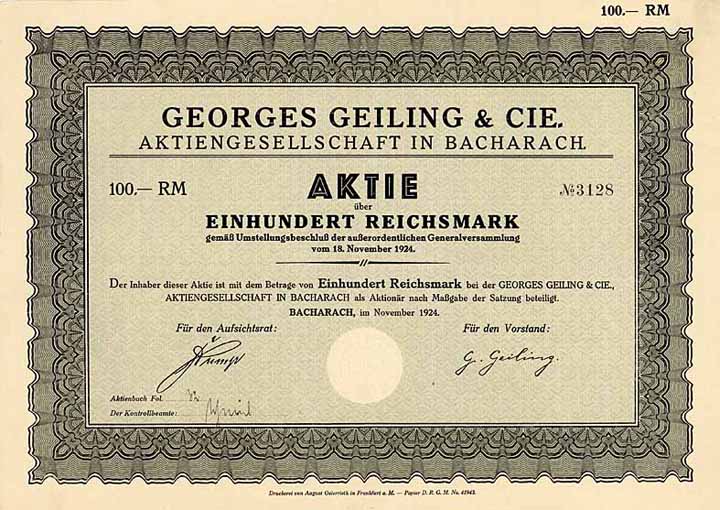 100.— RM
GEORGES GEILING & CIE.
AKTIENGESELLSCHAFT IN BACHARACH.
100.— RM AKTIE № 3128
über
EINHUNDERT REICHSMARK
gemäß Umstellungsbeschluß der außerordentlichen Generalversammlung
vom 18. November 1924.
Der Inhaber dieser Aktie ist mit dem Betrage von Einhundert Reichsmark bei der GEORGES GEILING & CIE.,
AKTIENGESELLSCHAFT IN BACHARACH als Aktionär nach Maßgabe der Satzung beteiligt.
BACHARACH, im November 1924.
Für den Aufsichtsrat: Für den Vorstand:
G. Geiling.
Aktienbuch Fol.
Der Kontrollbeamte:
Druckerei von August Osterrieth in Frankfurt a. M. — Papier D. R. G. M. No. 41943.